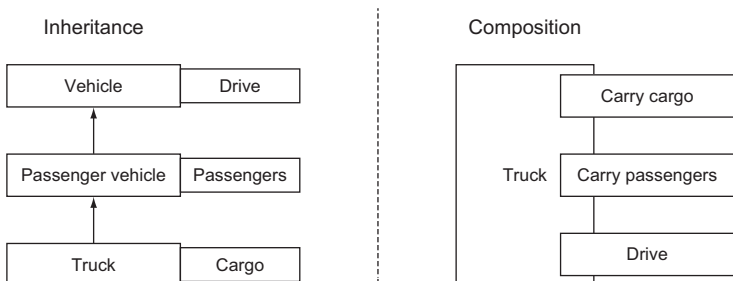 Inheritance
Vehicle
Drive
Passenger vehicle
Passengers
Truck
Cargo
Composition
Carry cargo
Truck
Carry passengers
Drive